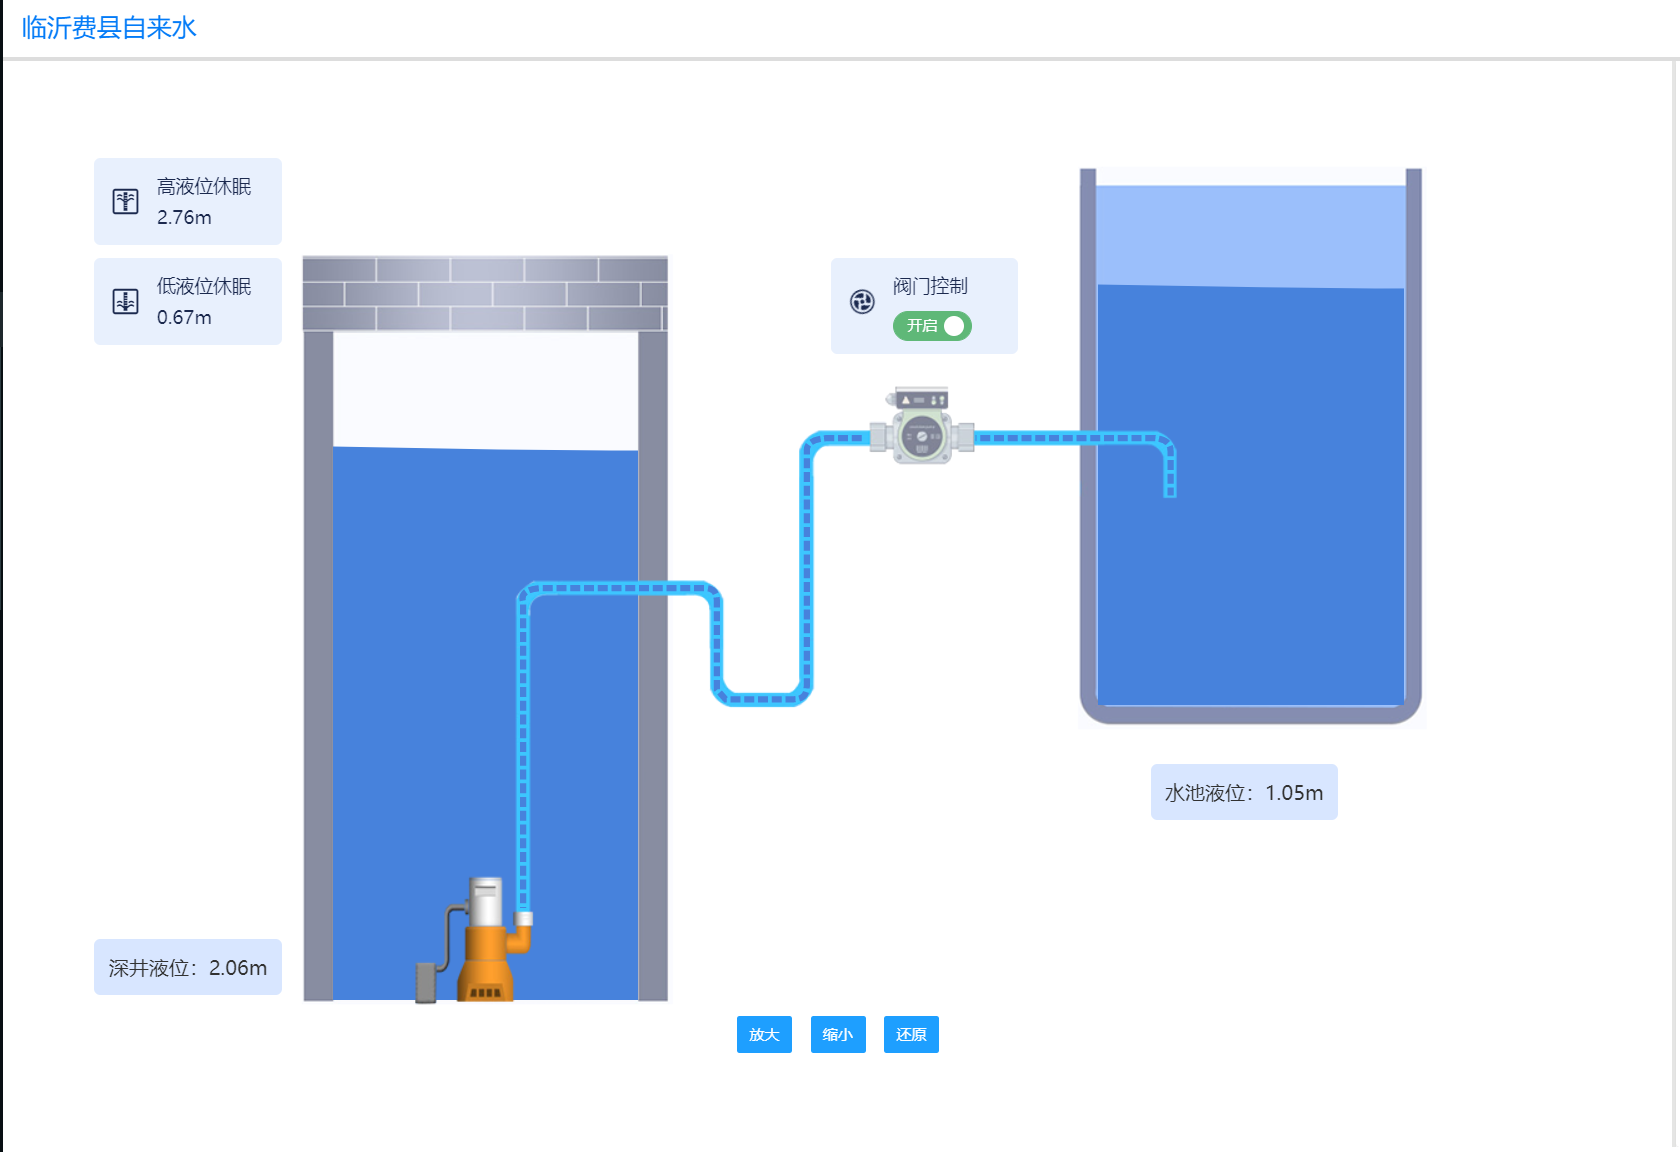 临沂费县自来水
高液位休眠
2.76m
低液位休眠
0.67m
阀门控制
开启
水池液位：1.05m
深井液位：2.06m
放大
缩小
还原